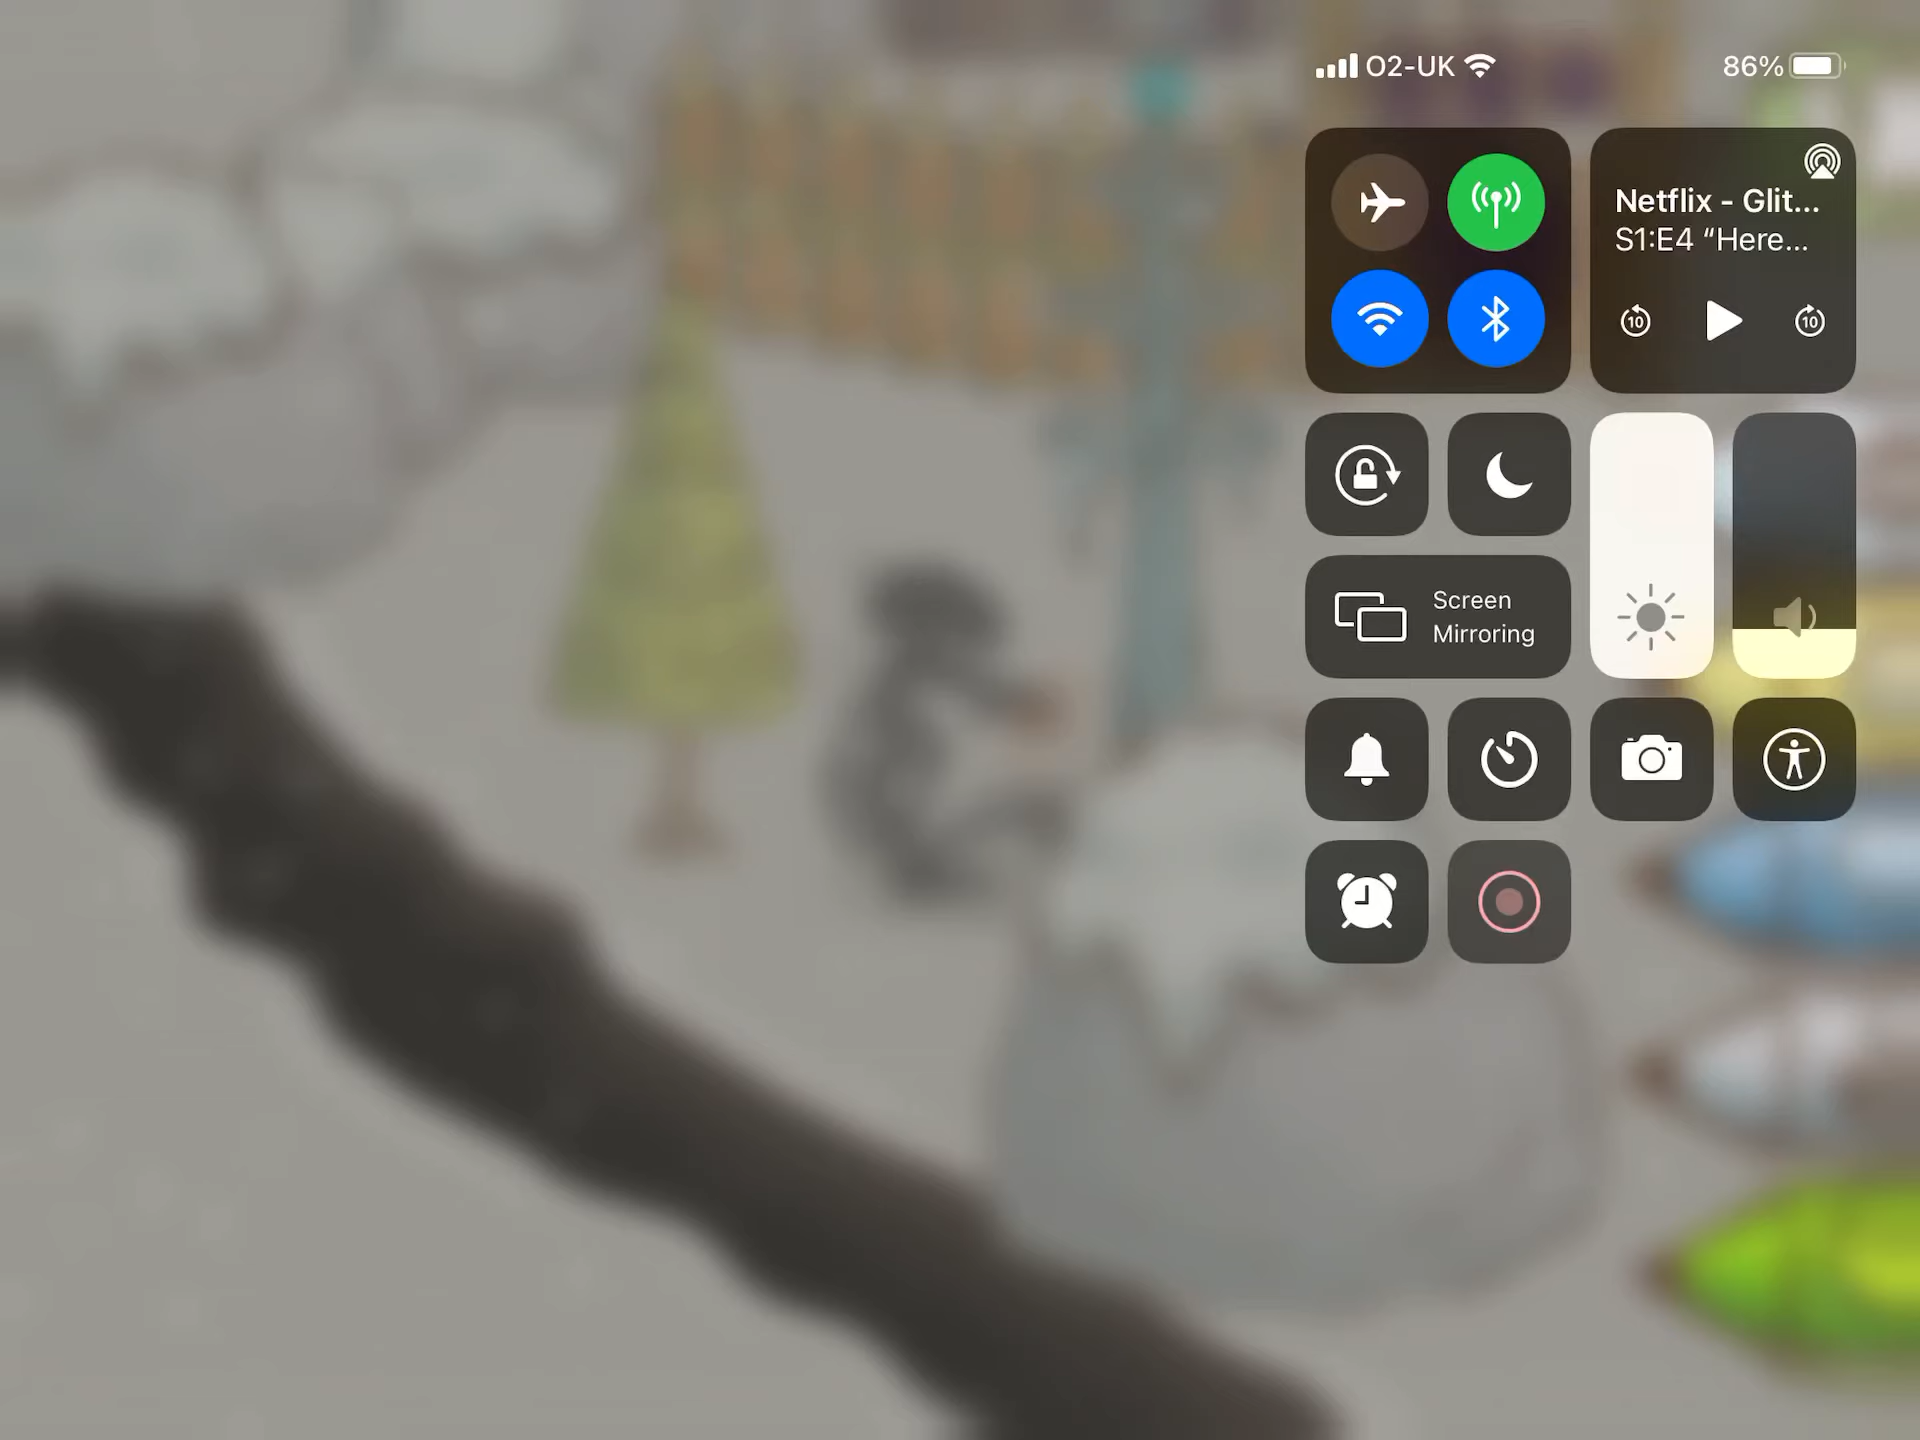 O2-UK
86%
Netflix - Glit...
S1:E4 “Here...
10
10
Screen
Mirroring